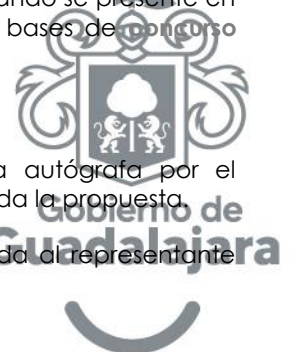 ando se presente en
bases de concurso
a autógrafa por el
da la propuesta.
Gobierno de
da al representante
Guadalajara